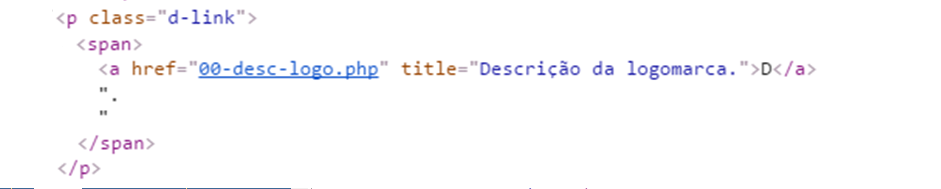 <p class="d-link">
<span>
<a href="00-desc-logo.php" title="Descrição da logomarca.">D</a>
".
"
</span>
</p>